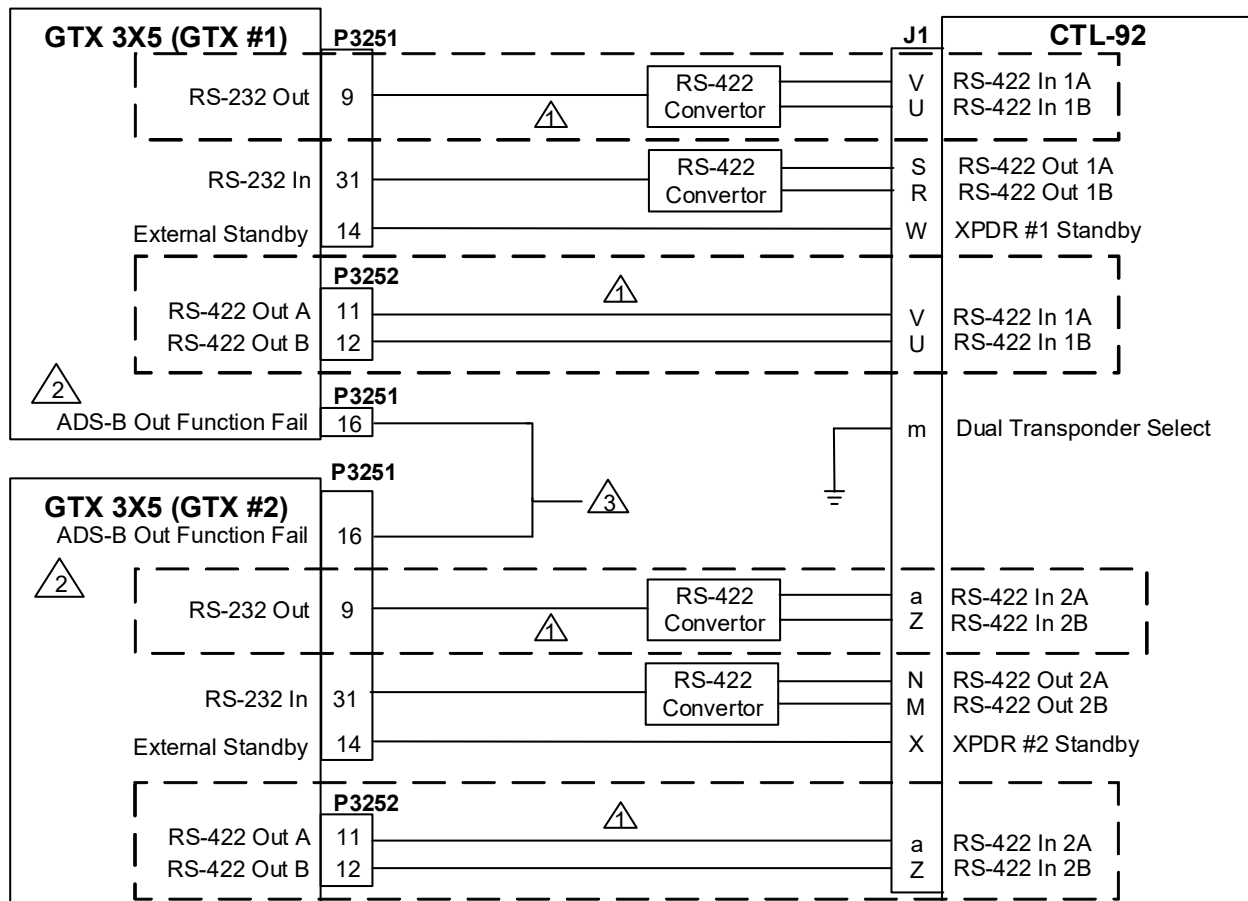 GTX 3X5 (GTX #1) P3251 J1 CTL-92
RS-232 Out 9 RS-422 Convertor V RS-422 In 1A
U RS-422 In 1B
1
RS-232 In 31 RS-422 Convertor S RS-422 Out 1A
R RS-422 Out 1B
External Standby 14 W XPDR #1 Standby
P3252
1
RS-422 Out A 11 V RS-422 In 1A
RS-422 Out B 12 U RS-422 In 1B
2
P3251
ADS-B Out Function Fail 16 m Dual Transponder Select
P3251
GTX 3X5 (GTX #2)
3
ADS-B Out Function Fail 16
2
RS-232 Out 9 RS-422 Convertor a RS-422 In 2A
Z RS-422 In 2B
1
RS-232 In 31 RS-422 Convertor N RS-422 Out 2A
M RS-422 Out 2B
External Standby 14 X XPDR #2 Standby
P3252
1
RS-422 Out A 11 a RS-422 In 2A
RS-422 Out B 12 Z RS-422 In 2B